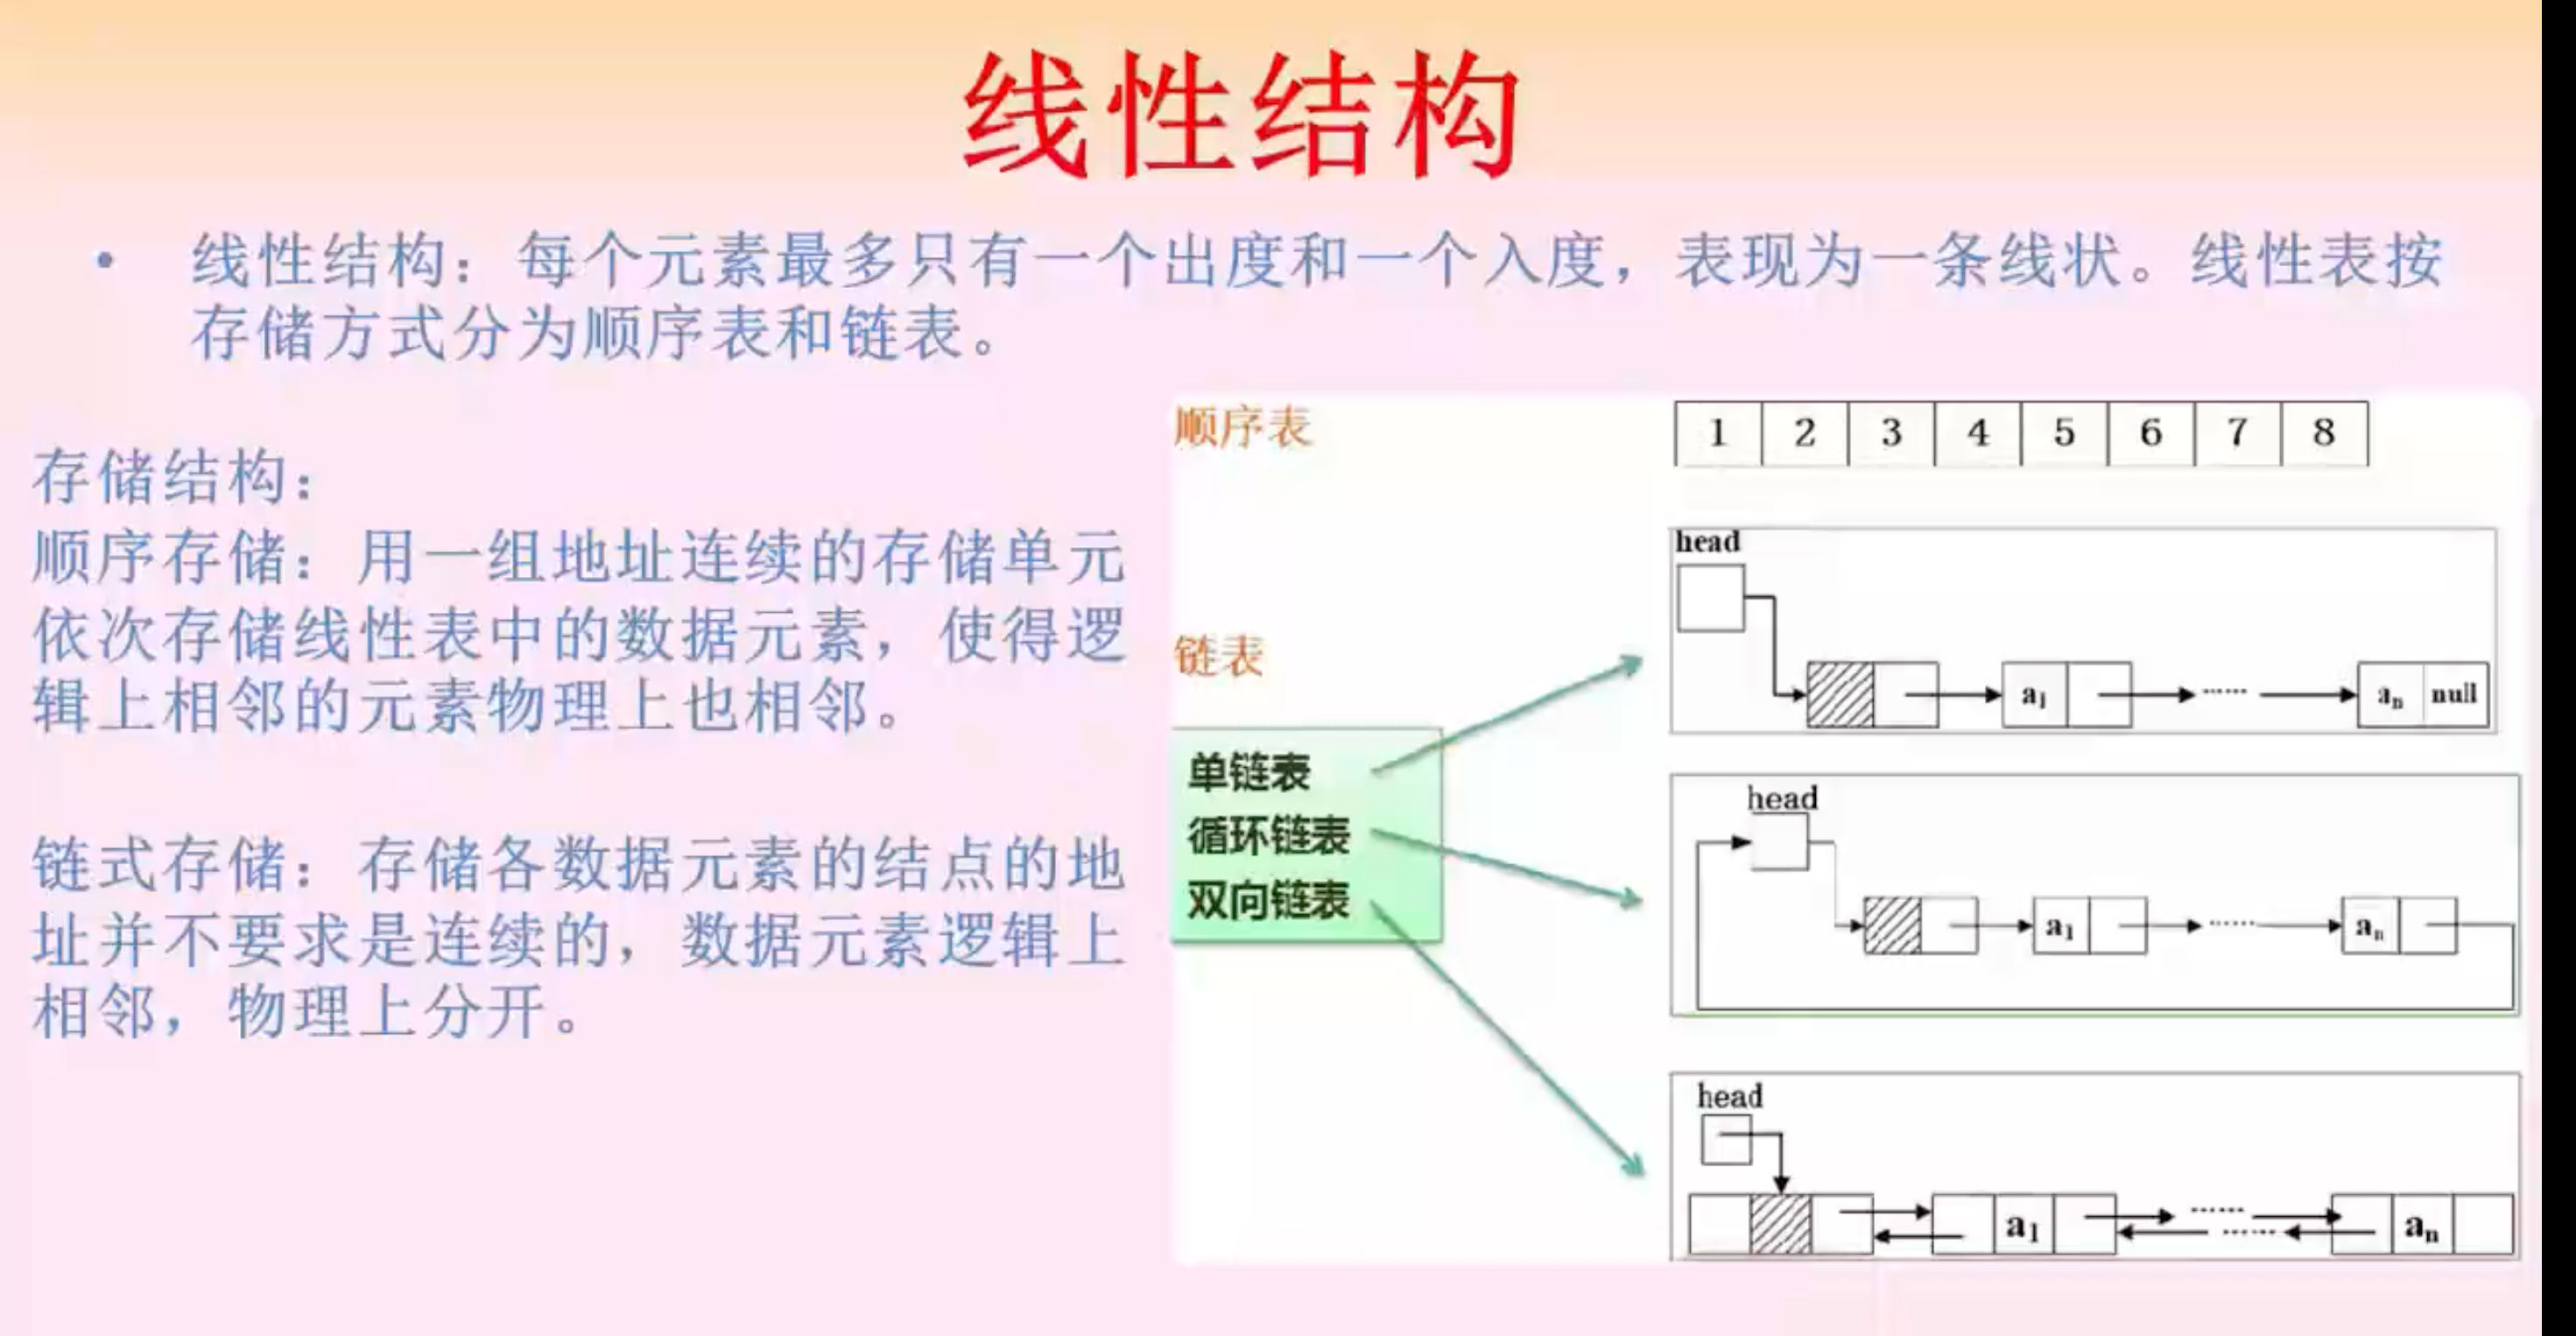 线性结构
• 线性结构：每个元素最多只有一个出度和一个入度，表现为一条线状。线性表按
存储方式分为顺序表和链表。
存储结构：
顺序存储：用一组地址连续的存储单元
依次存储线性表中的数据元素，使得逻
辑上相邻的元素物理上也相邻。
链式存储：存储各数据元素的结点的地
址并不要求是连续的，数据元素逻辑上
相邻，物理上分开。
顺序表
1 2 3 4 5 6 7 8
链表
单链表
循环链表
双向链表
head
a1 ...... an null
head
a1 ...... an
head
a1 ...... an